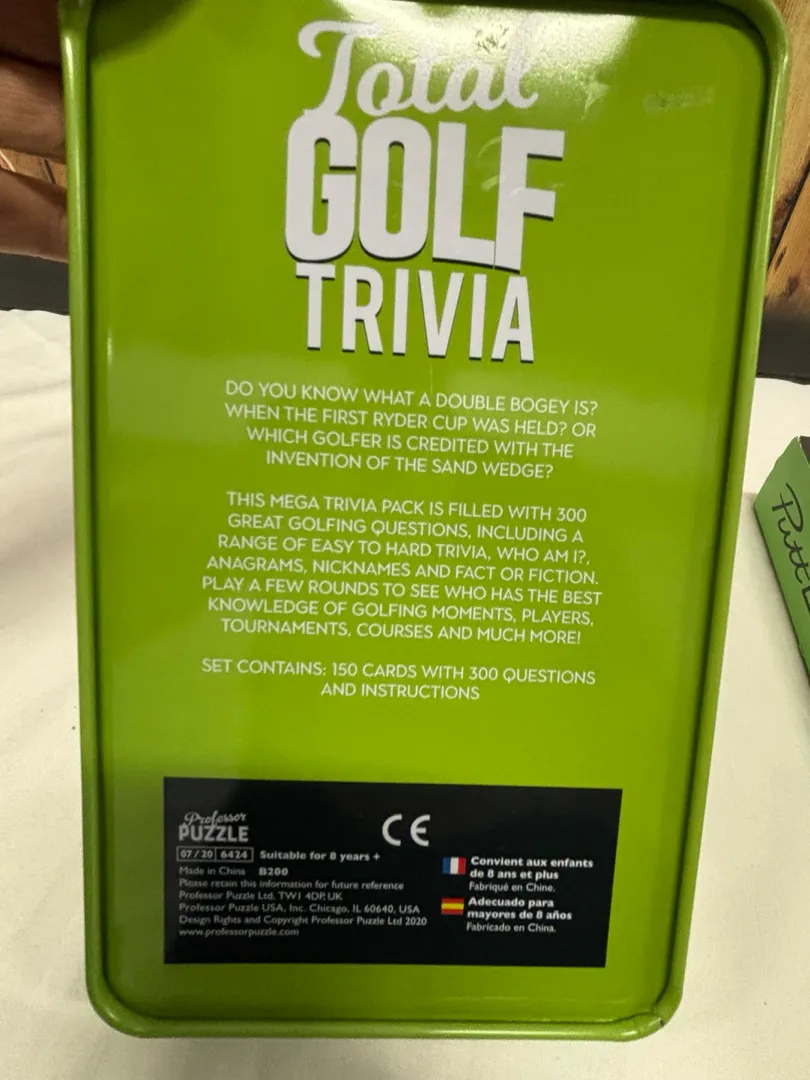 Total
GOLF
TRIVIA
DO YOU KNOW WHAT A DOUBLE BOGEY IS?
WHEN THE FIRST RYDER CUP WAS HELD? OR
WHICH GOLFER IS CREDITED WITH THE
INVENTION OF THE SAND WEDGE?
THIS MEGA TRIVIA PACK IS FILLED WITH 300
GREAT GOLFING QUESTIONS, INCLUDING A
RANGE OF EASY TO HARD TRIVIA, WHO AM I?,
ANAGRAMS, NICKNAMES AND FACT OR FICTION.
PLAY A FEW ROUNDS TO SEE WHO HAS THE BEST
KNOWLEDGE OF GOLFING MOMENTS, PLAYERS,
TOURNAMENTS, COURSES AND MUCH MORE!
SET CONTAINS: 150 CARDS WITH 300 QUESTIONS
AND INSTRUCTIONS
Professor
PUZZLE
CE
07/20 6424 Suitable for 8 years +
Made in China B200
Please retain this information for future reference
Professor Puzzle Ltd. TW1 4DP, UK
Professor Puzzle USA, Inc. Chicago, IL 60640, USA
Design Rights and Copyright Professor Puzzle Ltd 2020
www.professorpuzzle.com
Convient aux enfants
de 8 ans et plus
Fabriqué en Chine.
Adecuado para
mayores de 8 años
Fabricado en China.